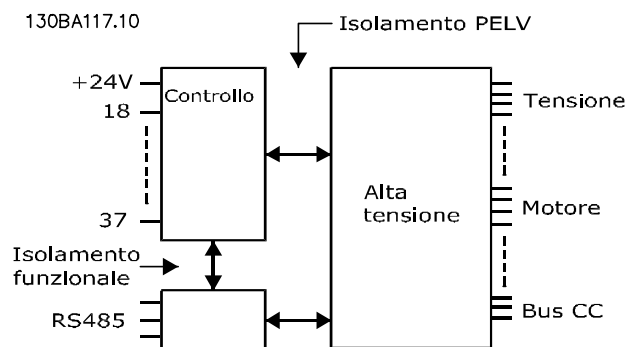 130BA117.10
Isolamento PELV
+24V
Controllo
18
Tensione
37
Alta
tensione
Motore
Isolamento
funzionale
RS485
Bus CC